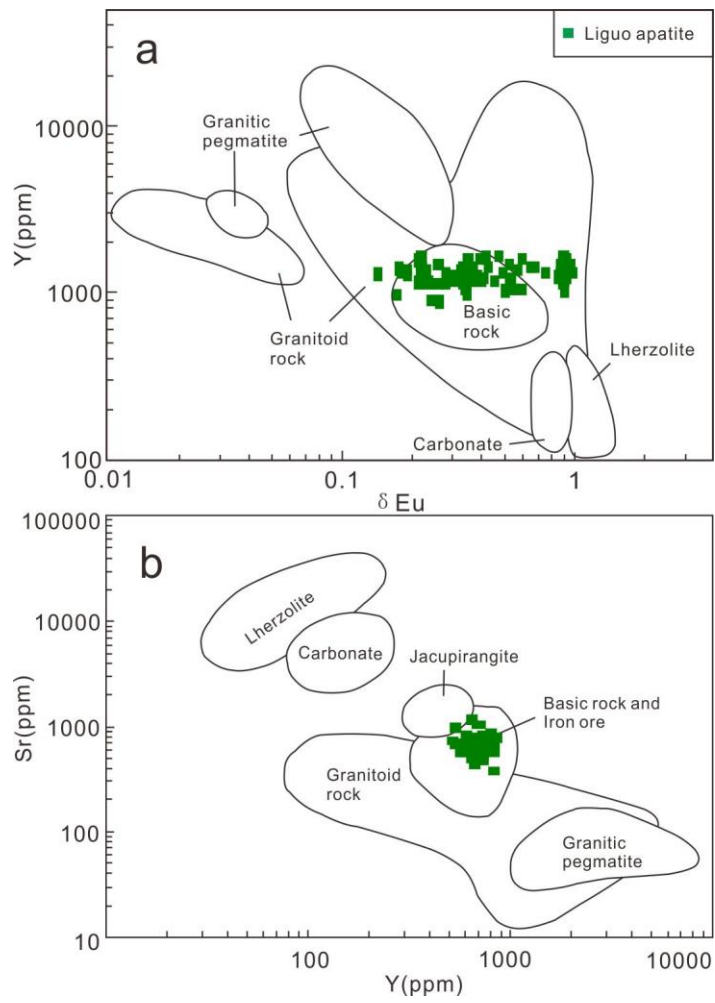 a
Liguo apatite
Granitic
pegmatite
10000
Y(ppm)
1000
Granitoid
rock
Basic
rock
Lherzolite
Carbonate
100
0.01
0.1
1
δ Eu
b
100000
Lherzolite
10000
Carbonate
Jacupirangite
Sr(ppm)
1000
Basic rock and
Iron ore
Granitoid
rock
100
Granitic
pegmatite
10
100
1000
10000
Y(ppm)